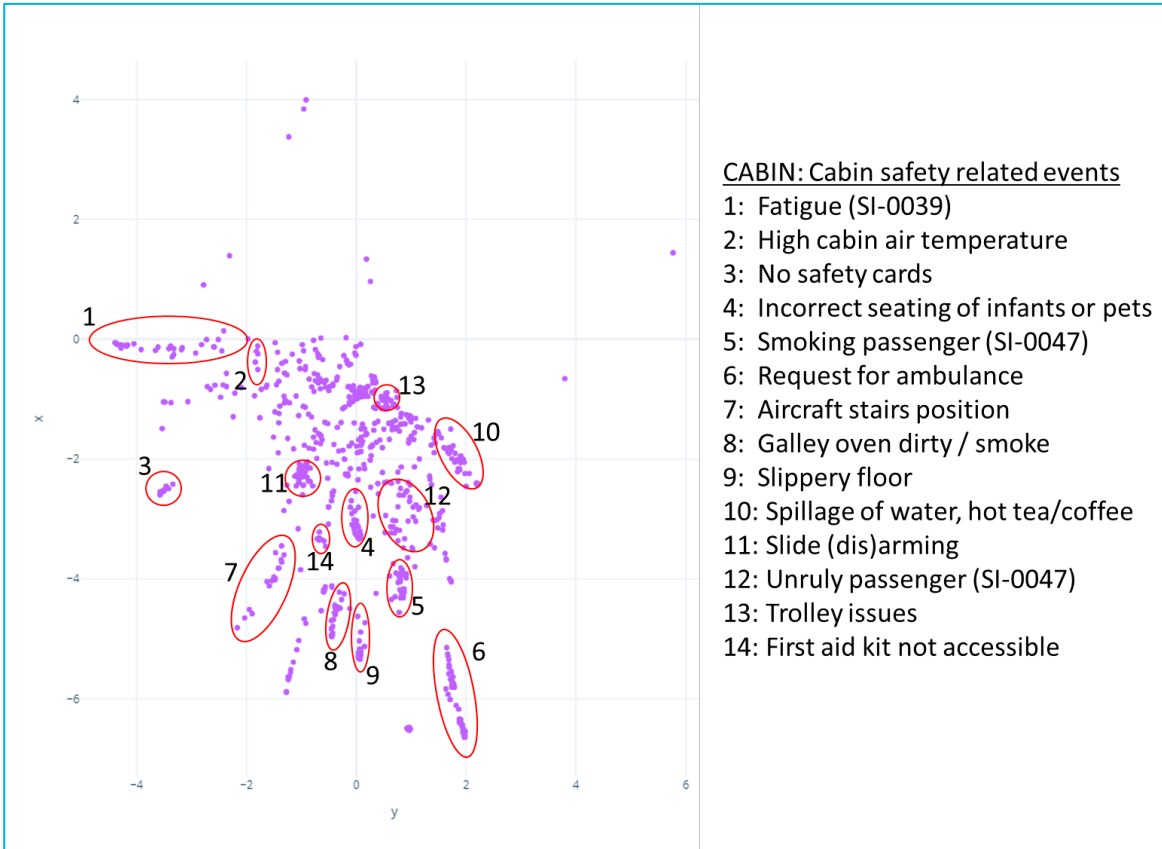 4
2
0
−2
−4
−6
x
−4
−2
0
2
4
6
y
1
2
3
13
10
11
12
4
14
7
5
8
9
6
CABIN: Cabin safety related events
1: Fatigue (SI-0039)
2: High cabin air temperature
3: No safety cards
4: Incorrect seating of infants or pets
5: Smoking passenger (SI-0047)
6: Request for ambulance
7: Aircraft stairs position
8: Galley oven dirty / smoke
9: Slippery floor
10: Spillage of water, hot tea/coffee
11: Slide (dis)arming
12: Unruly passenger (SI-0047)
13: Trolley issues
14: First aid kit not accessible